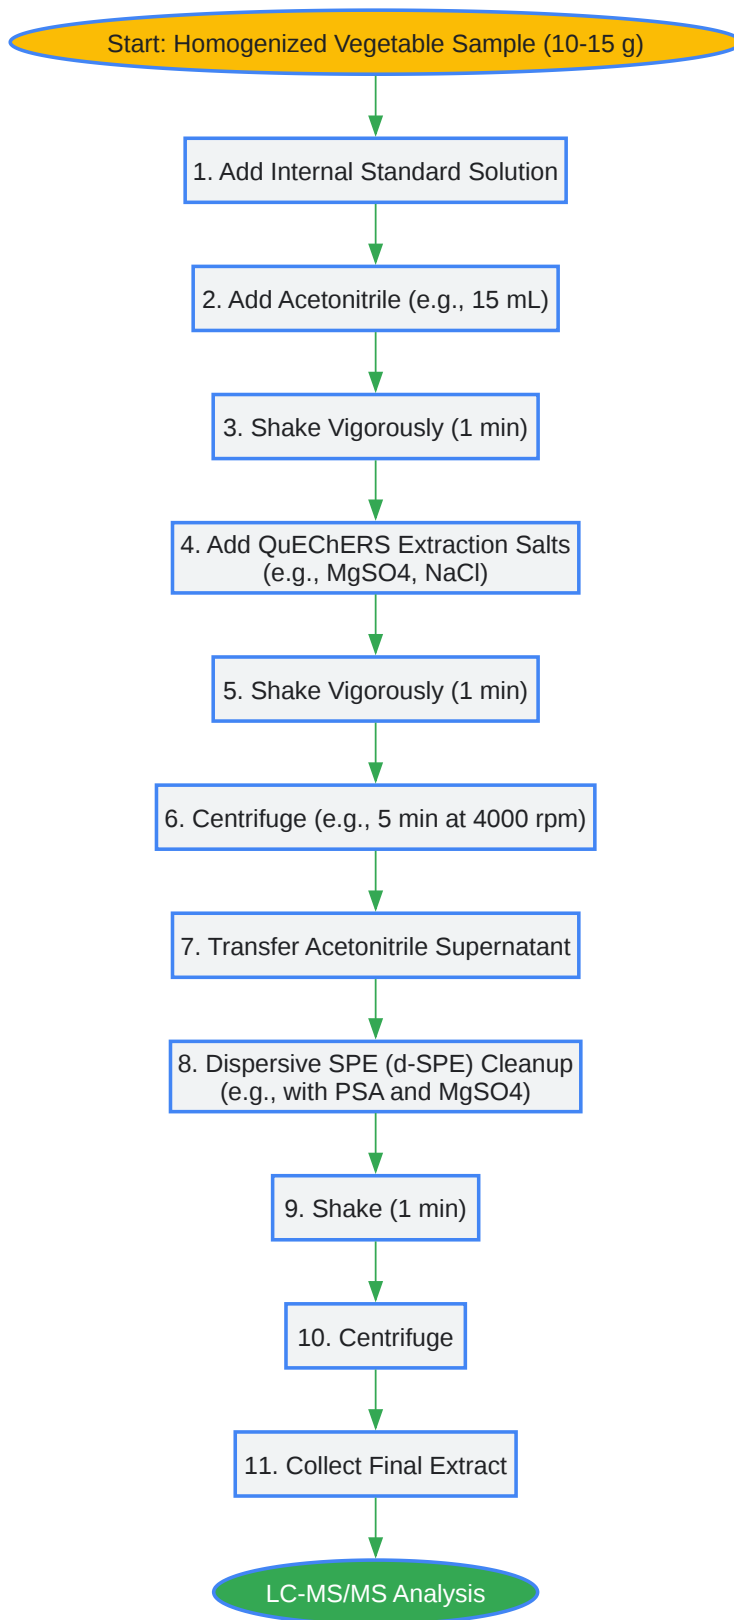 Start: Homogenized Vegetable Sample (10-15 g)
1. Add Internal Standard Solution
2. Add Acetonitrile (e.g., 15 mL)
3. Shake Vigorously (1 min)
4. Add QuEChERS Extraction Salts
(e.g., MgSO4, NaCl)
5. Shake Vigorously (1 min)
6. Centrifuge (e.g., 5 min at 4000 rpm)
7. Transfer Acetonitrile Supernatant
8. Dispersive SPE (d-SPE) Cleanup
(e.g., with PSA and MgSO4)
9. Shake (1 min)
10. Centrifuge
11. Collect Final Extract
LC-MS/MS Analysis